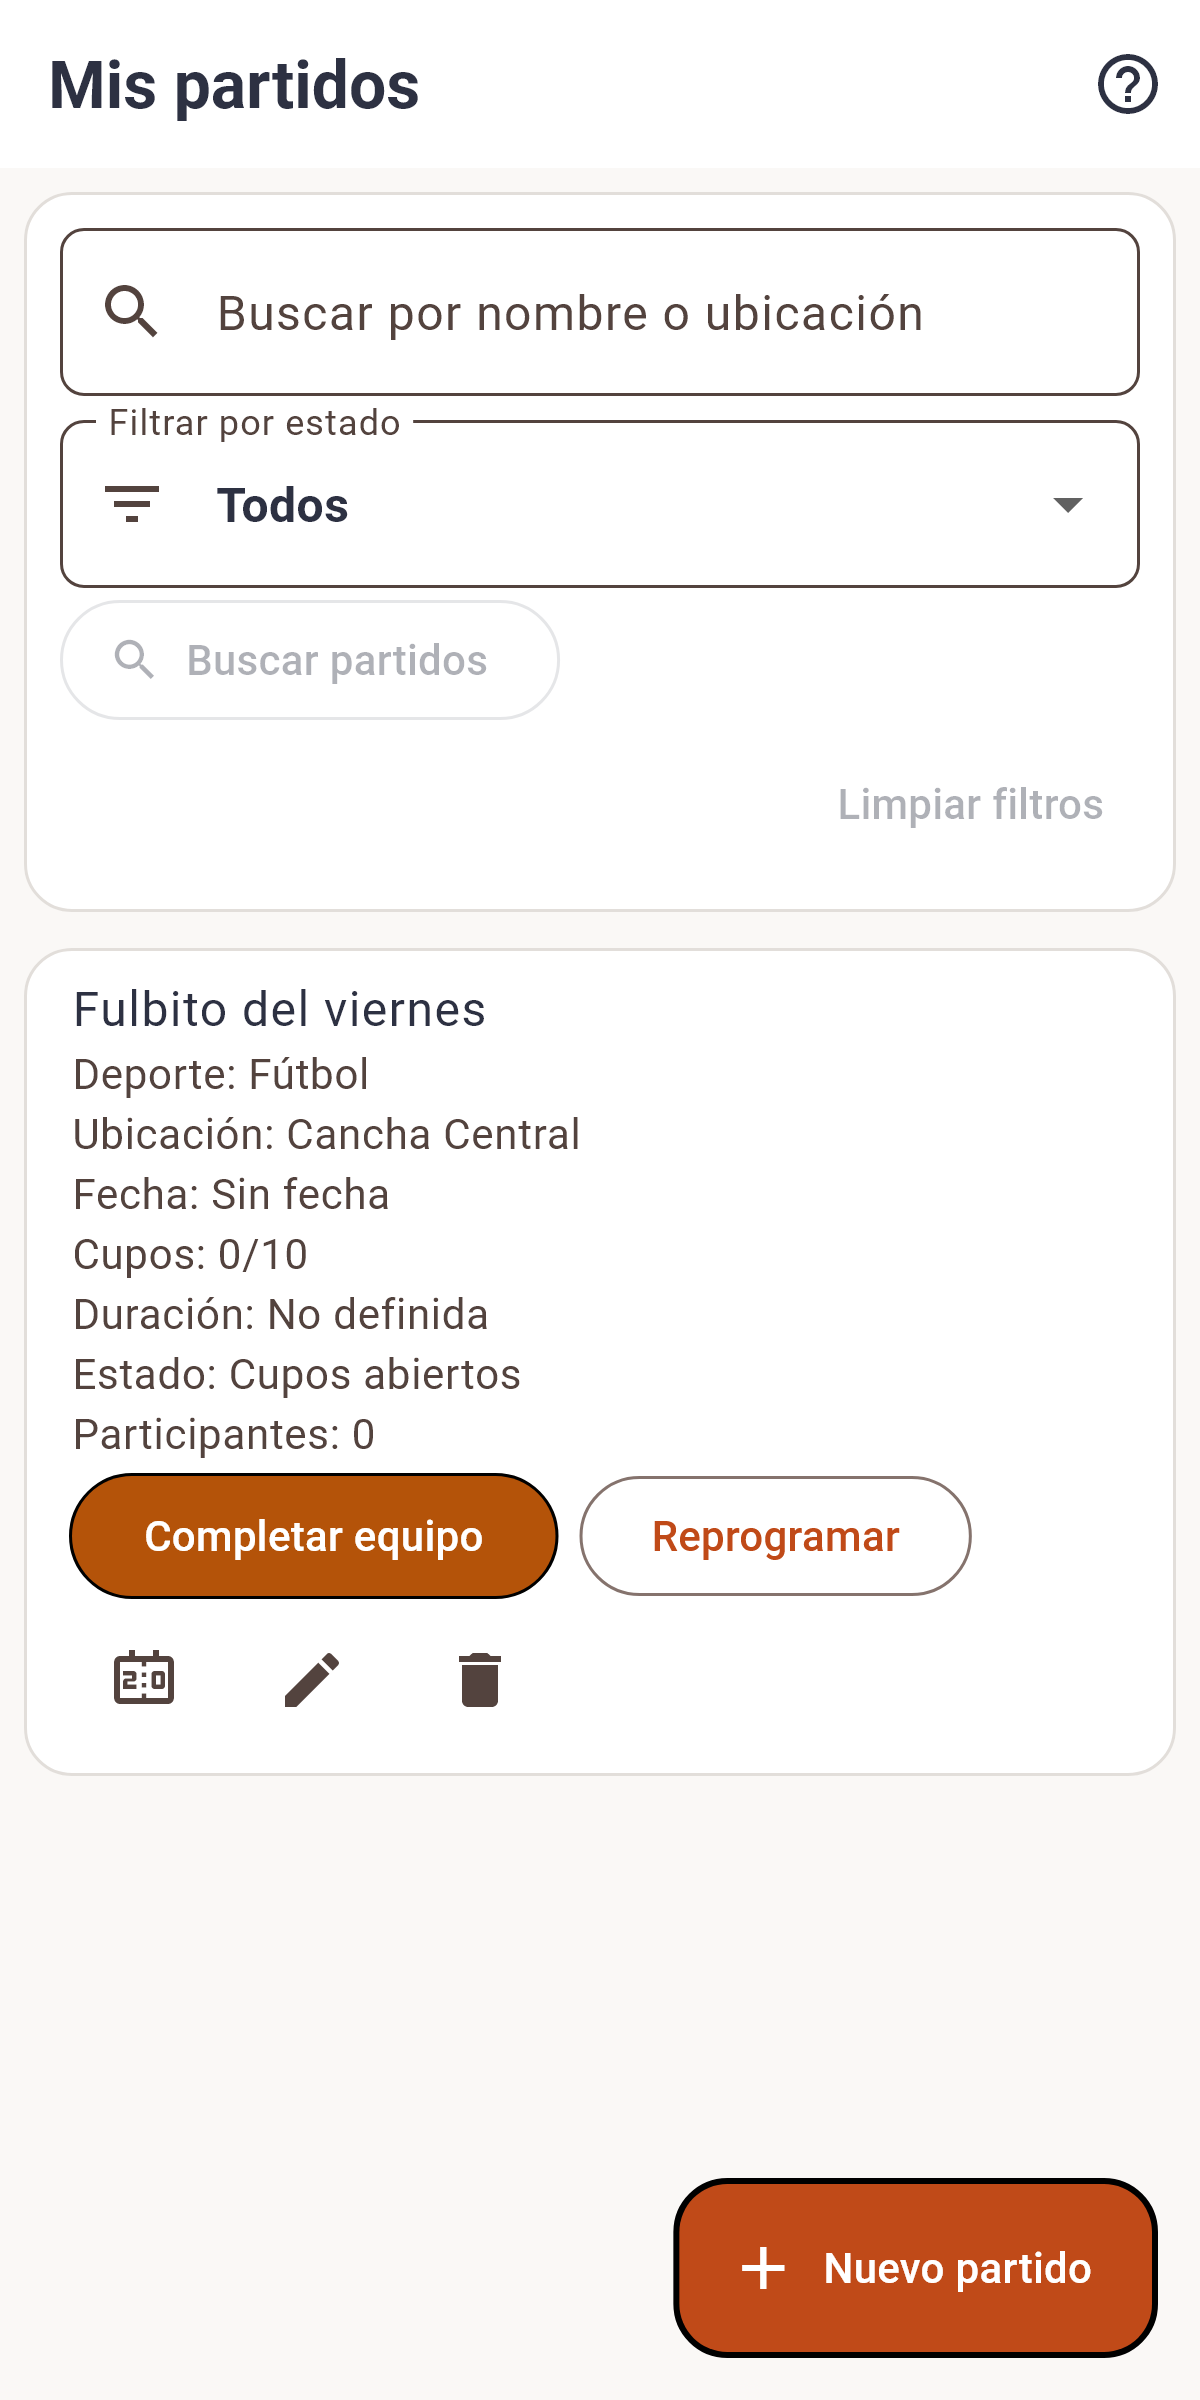 Mis partidos
Buscar por nombre o ubicación
Filtrar por estado
Todos
Buscar partidos
Limpiar filtros
Fulbito del viernes
Deporte: Fútbol
Ubicación: Cancha Central
Fecha: Sin fecha
Cupos: 0/10
Duración: No definida
Estado: Cupos abiertos
Participantes: 0
Completar equipo
Reprogramar
2:0
Nuevo partido